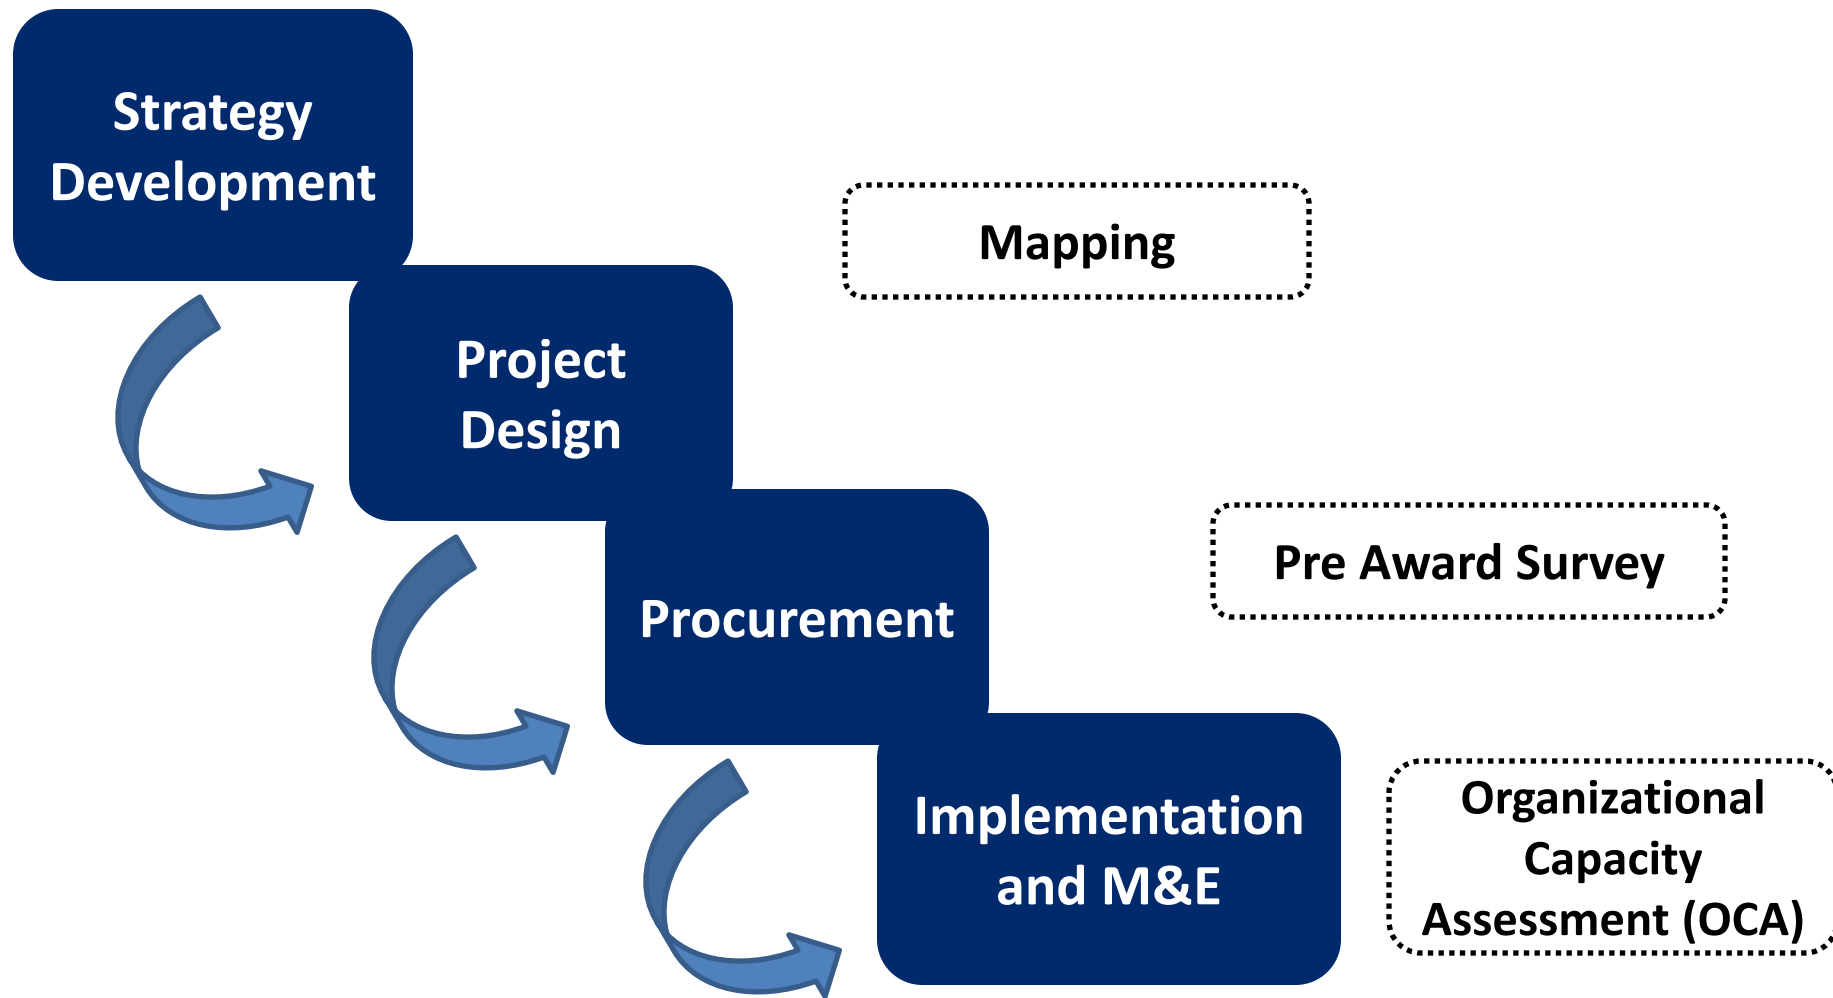 Strategy
Development
Mapping
Project
Design
Pre Award Survey
Procurement
Implementation
and M&E
Organizational
Capacity
Assessment (OCA)